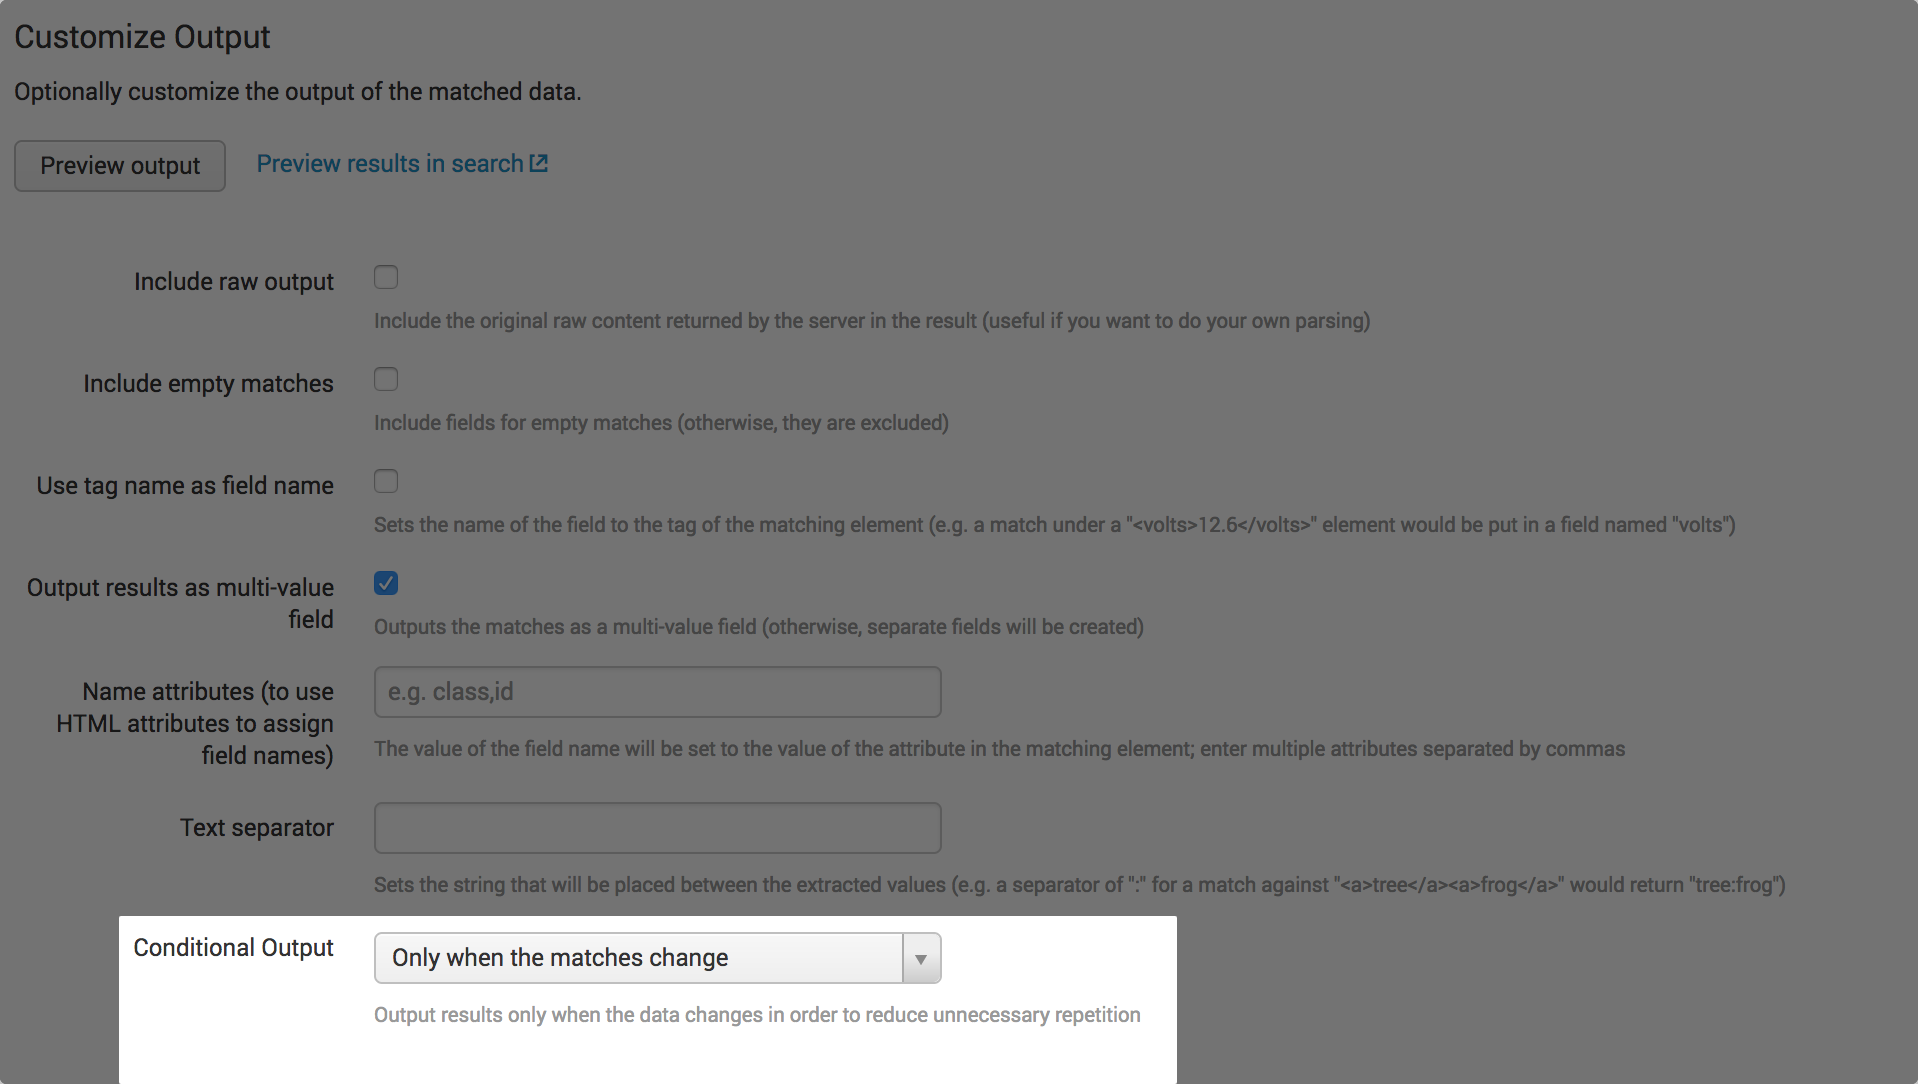 Customize Output
Optionally customize the output of the matched data.
Preview output
Preview results in search
Include raw output
Include the original raw content returned by the server in the result (useful if you want to do your own parsing)
Include empty matches
Include fields for empty matches (otherwise, they are excluded)
Use tag name as field name
Sets the name of the field to the tag of the matching element (e.g. a match under a "<volts>12.6</volts>" element would be put in a field named "volts")
Output results as multi-value
field
Outputs the matches as a multi-value field (otherwise, separate fields will be created)
Name attributes (to use
HTML attributes to assign
field names)
e.g. class,id
The value of the field name will be set to the value of the attribute in the matching element; enter multiple attributes separated by commas
Text separator
Sets the string that will be placed between the extracted values (e.g. a separator of ":" for a match against "<a>tree</a><a>frog</a>" would return "tree:frog")
Conditional Output
Only when the matches change
Output results only when the data changes in order to reduce unnecessary repetition